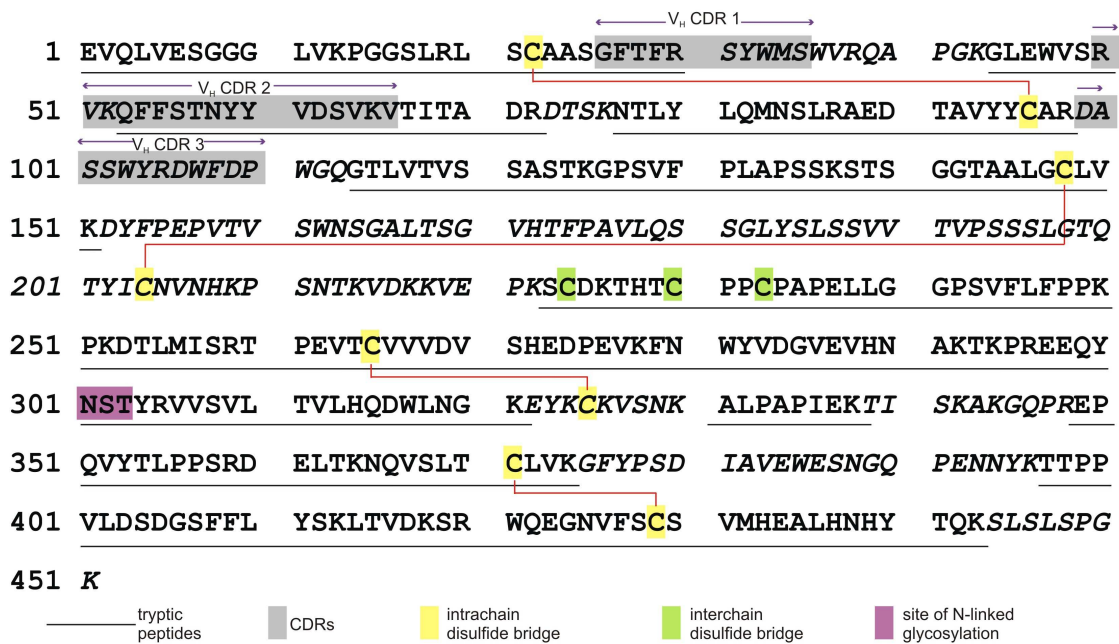 V_H CDR 1
1 EVQLVESGGG LVKPGGSLRL SCAASGFTFR SYWMSWVRQA PGKGLEWVSR
V_H CDR 2
51 VKQFFSTNYY VDSVKVTITA DRDTSKNTLY LQMNSLRAED TAVYYCARDA
V_H CDR 3
101 SSWYRDWFDP WGQGTLVTVS SASTKGPSVF PLAPSSKSTS GGTAALGCLV
151 KDYFPEPVTV SWNSGALTSG VHTFPAVLQS SGLYSLSSVV TVPSSSLGTQ
201 TYICNVNHKP SNTKVDKKVE PKSCDKTHTC PPCPAPELLG GPSVFLFPPK
251 PKDTLMISRT PEVTCVVVDV SHEDPEVKFN WYVDGVEVHN AKTKPREEQY
301 NSTYRVVSVL TVLHQDWLNG KEYKCKVSNK ALPAPIEKTI SKAKGQPREP
351 QVYTLPPSRD ELTKNQVSLT CLVKGFYPSD IAVEWESNGQ PENNYKTTPP
401 VLDSDGSFFL YSKLTVDKSR WQEGNVFSCS VMHEALHNHY TQKSLSLSPG
451 K
tryptic
peptides
CDRs
intrachain
disulfide bridge
interchain
disulfide bridge
site of N-linked
glycosylation